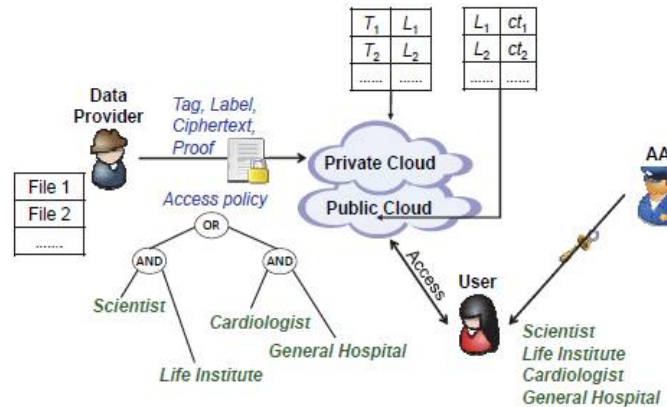 T1 L1
T2 L2
...... ......
L1 ct1
L2 ct2
...... ......
Data
Provider
Tag, Label,
Ciphertext,
Proof
Private Cloud
Public Cloud
AA
File 1
File 2
.......
Access policy
OR
AND
AND
Scientist
Cardiologist
Life Institute
General Hospital
Access
User
Scientist
Life Institute
Cardiologist
General Hospital